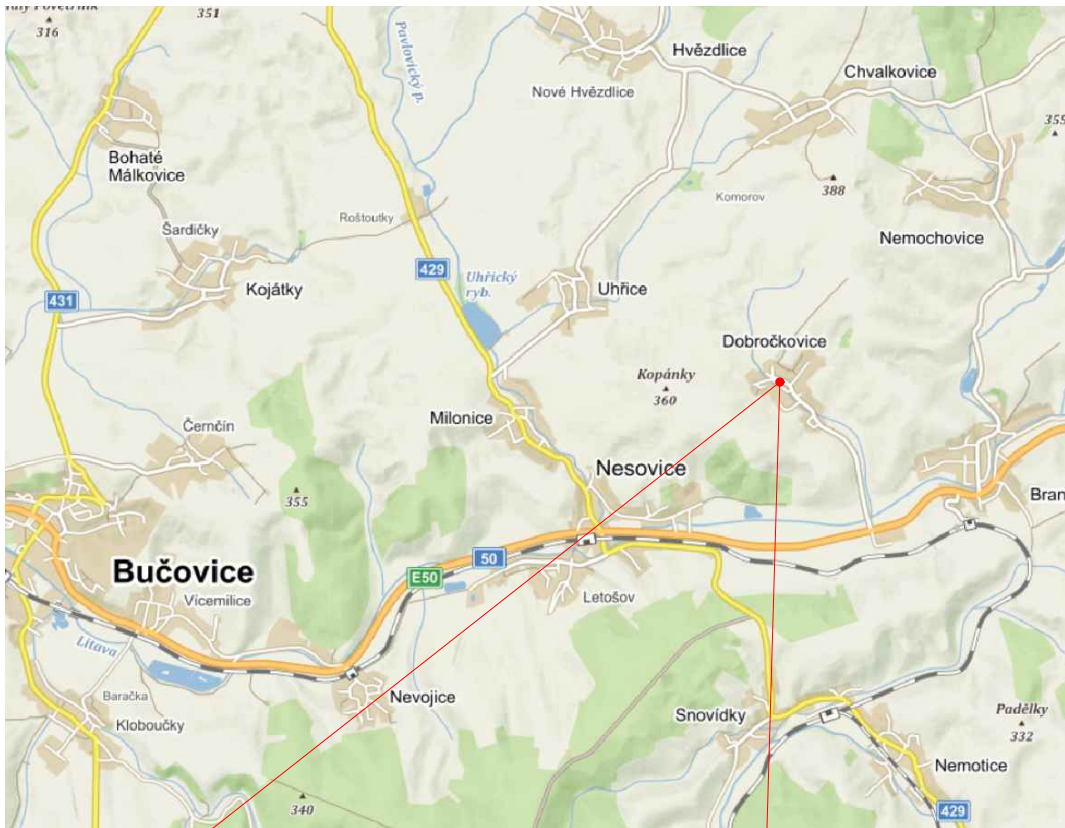 351
316
Pavlovický p.
Hvězdlice
Nové Hvězdlice
Chvalkovice
355
Bohaté
Málkovice
388
Komorov
Roštoutky
Šardičky
Nemochovice
429
Uhřický
ryb.
Uhřice
Kojátky
431
Dobročkovice
Kopánky
360
Milonice
Černčín
Nesovice
355
Bran
50
E50
Bučovice
Vícemilice
Letošov
Litava
Baračka
Nevojice
Kloboučky
Snovídky
Padělky
332
Nemotice
340
429